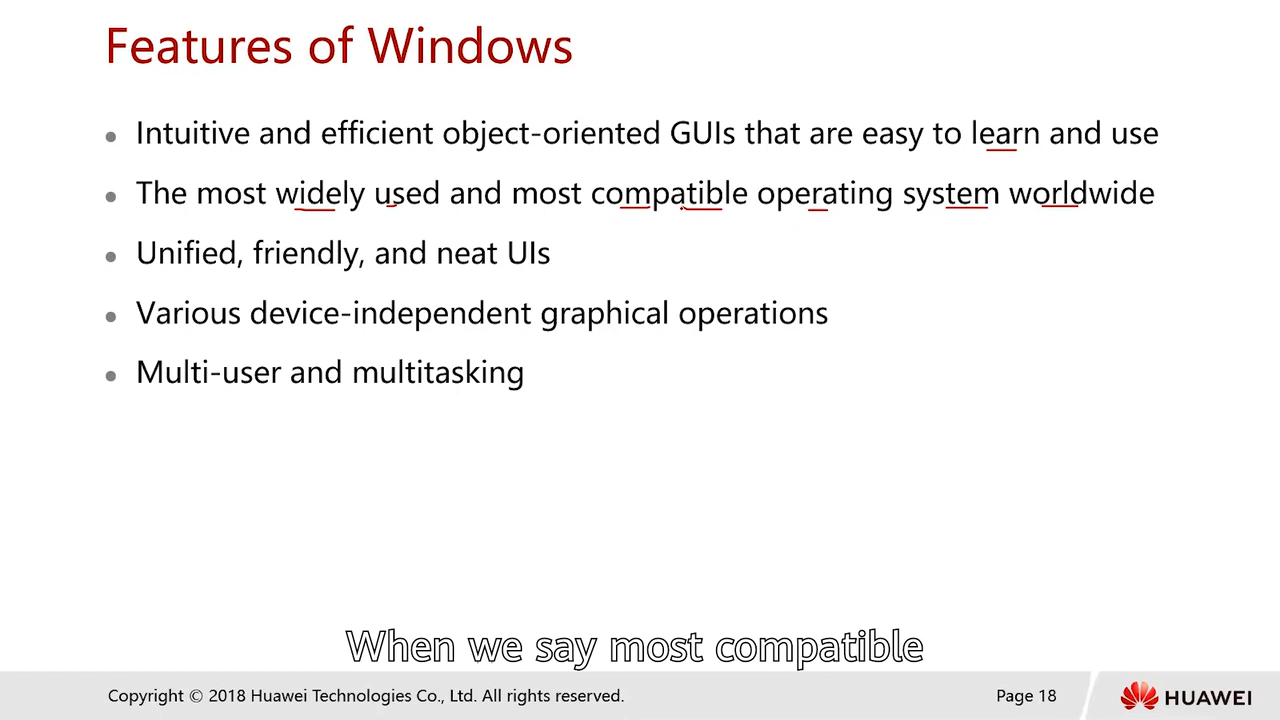 Features of Windows
• Intuitive and efficient object-oriented GUIs that are easy to learn and use
• The most widely used and most compatible operating system worldwide
• Unified, friendly, and neat UIs
• Various device-independent graphical operations
• Multi-user and multitasking
When we say most compatible
Copyright © 2018 Huawei Technologies Co., Ltd. All rights reserved.
Page 18
HUAWEI